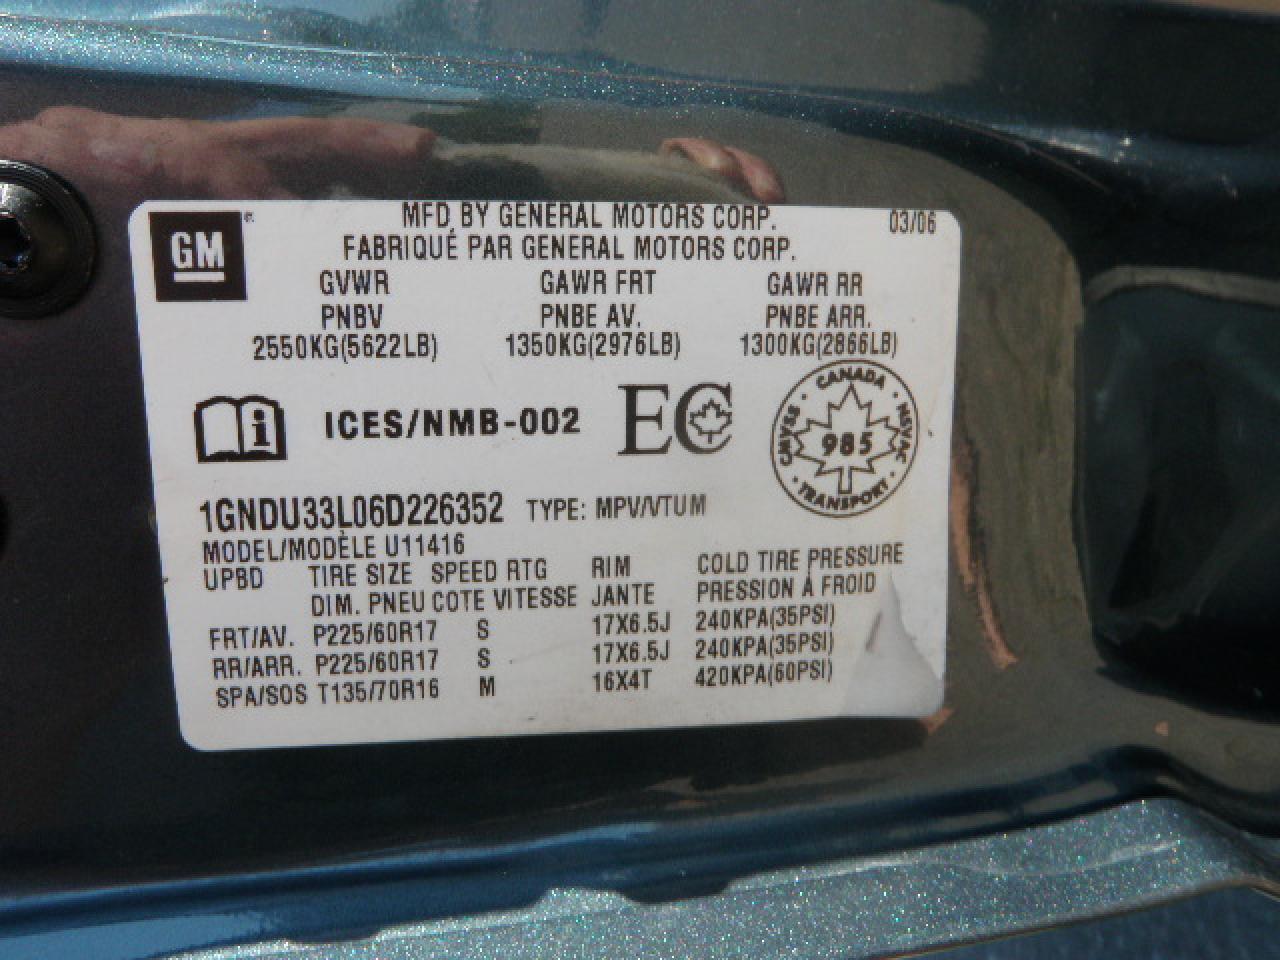 GM
MFD BY GENERAL MOTORS CORP. 03/06
FABRIQUÉ PAR GENERAL MOTORS CORP.
GVWR GAWR FRT GAWR RR
PNBV PNBE AV. PNBE ARR.
2550KG(5622LB) 1350KG(2976LB) 1300KG(2866LB)
i ICES/NMB-002 EC
CANADA
CMVSS 985 NSVAC
TRANSPORT
1GNDU33L06D226352 TYPE: MPV/VTUM
MODEL/MODÈLE U11416
UPBD TIRE SIZE SPEED RTG RIM COLD TIRE PRESSURE
DIM. PNEU COTE VITESSE JANTE PRESSION À FROID
FRT/AV. P225/60R17 S 17X6.5J 240KPA(35PSI)
RR/ARR. P225/60R17 S 17X6.5J 240KPA(35PSI)
SPA/SOS T135/70R16 M 16X4T 420KPA(60PSI)